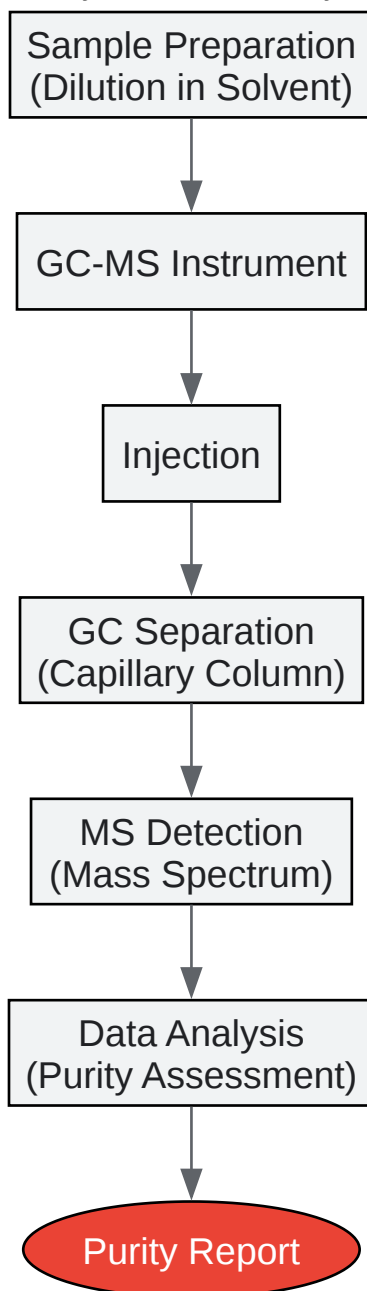 Sample Preparation
(Dilution in Solvent)
GC-MS Instrument
Injection
GC Separation
(Capillary Column)
MS Detection
(Mass Spectrum)
Data Analysis
(Purity Assessment)
Purity Report